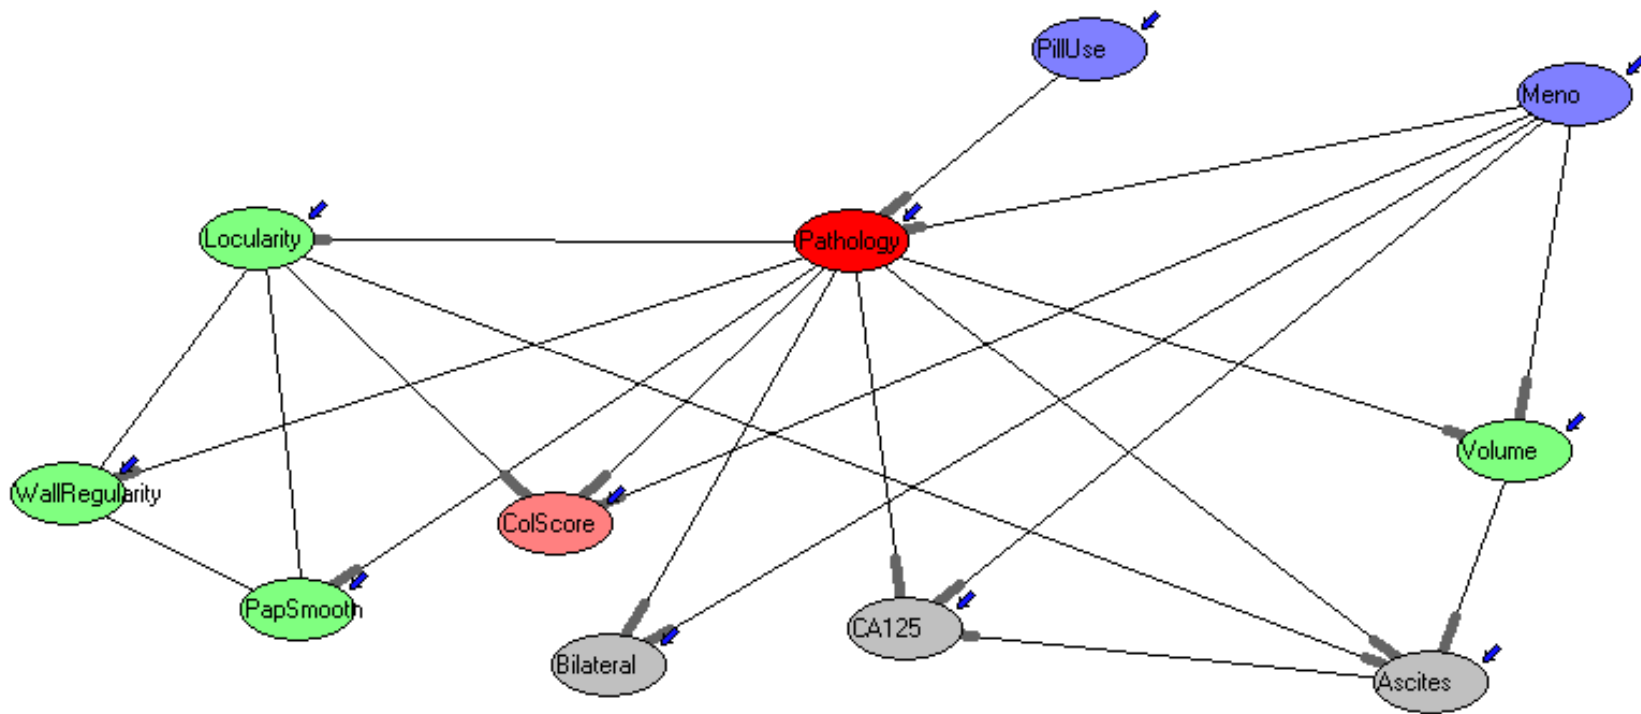 PillUse
Meno
Locularity
Pathology
Volume
WallRegularity
ColScore
PapSmooth
CA125
Bilateral
Ascites